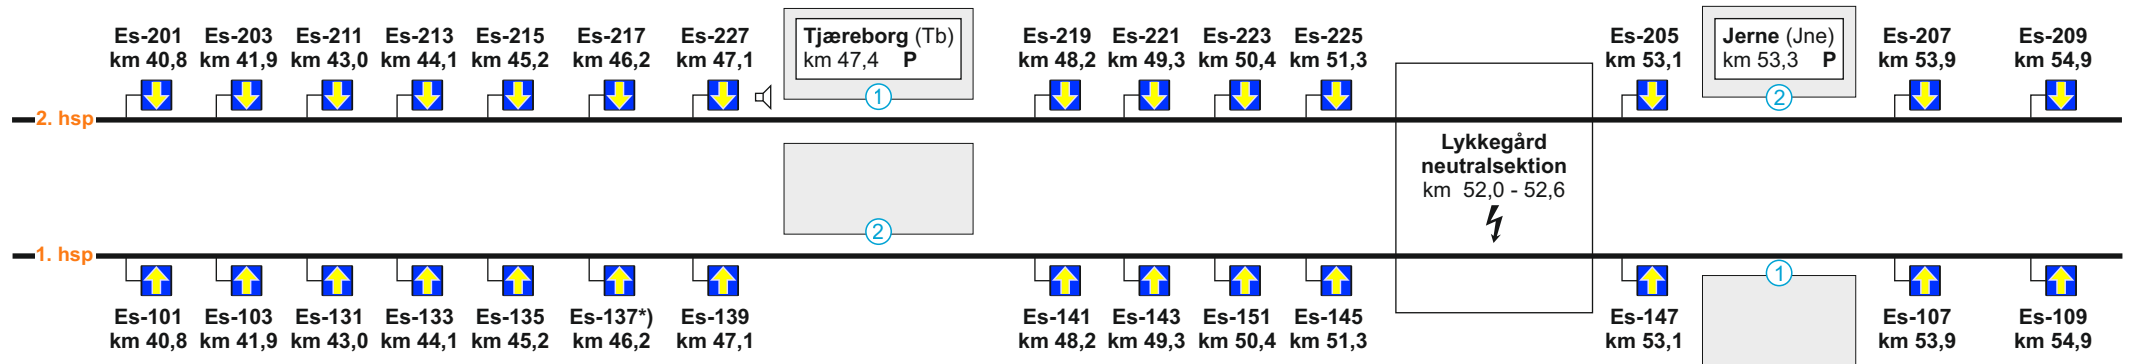 Es-201 Es-203 Es-211 Es-213 Es-215 Es-217 Es-227
km 40,8 km 41,9 km 43,0 km 44,1 km 45,2 km 46,2 km 47,1
Tjæreborg (Tb)
km 47,4 P
1
Es-219 Es-221 Es-223 Es-225
km 48,2 km 49,3 km 50,4 km 51,3
Es-205
km 53,1
Jerne (Jne)
km 53,3 P
2
Es-207 Es-209
km 53,9 km 54,9
2. hsp
Lykkegård
neutralsektion
km 52,0 - 52,6
2
1. hsp
1
Es-101 Es-103 Es-131 Es-133 Es-135 Es-137*) Es-139
km 40,8 km 41,9 km 43,0 km 44,1 km 45,2 km 46,2 km 47,1
Es-141 Es-143 Es-151 Es-145
km 48,2 km 49,3 km 50,4 km 51,3
Es-147
km 53,1
Es-107 Es-109
km 53,9 km 54,9